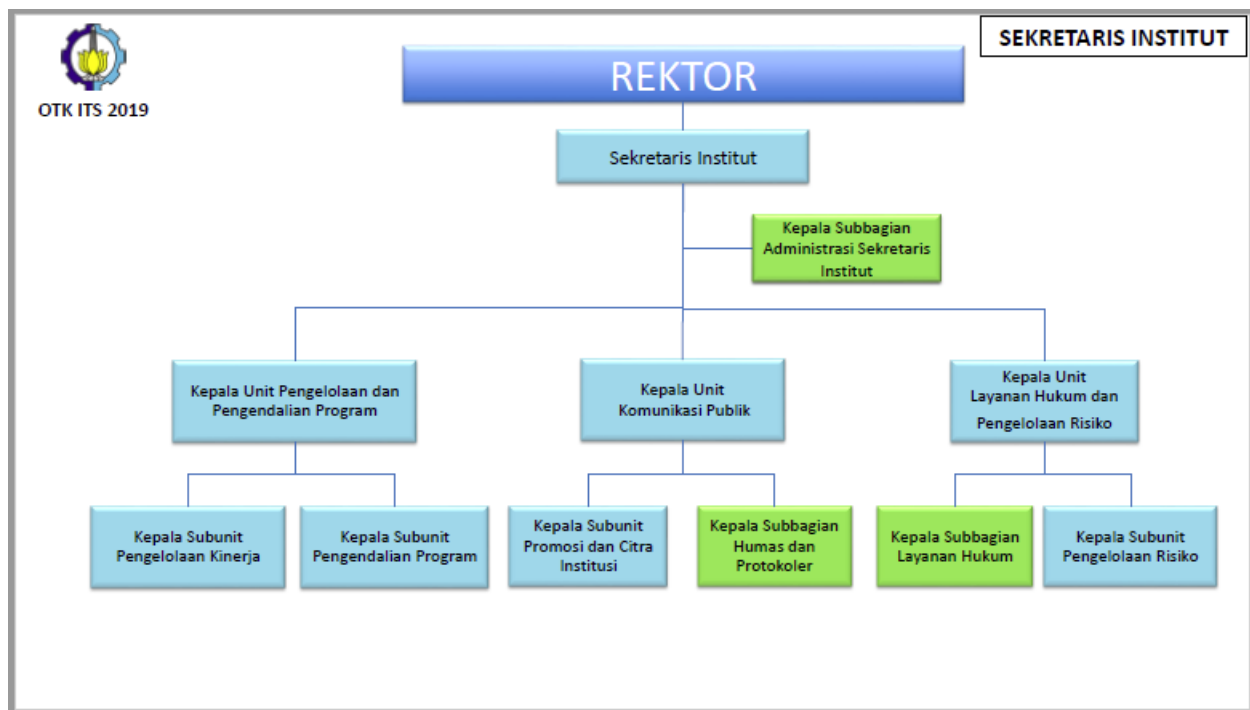 SEKRETARIS INSTITUT
OTK ITS 2019
REKTOR
Sekretaris Institut
Kepala Subbagian
Administrasi Sekretaris
Institut
Kepala Unit Pengelolaan dan
Pengendalian Program
Kepala Unit
Komunikasi Publik
Kepala Unit
Layanan Hukum dan
Pengelolaan Risiko
Kepala Subunit
Pengelolaan Kinerja
Kepala Subunit
Pengendalian Program
Kepala Subunit
Promosi dan Citra
Institusi
Kepala Subbagian
Humas dan
Protokoler
Kepala Subbagian
Layanan Hukum
Kepala Subunit
Pengelolaan Risiko